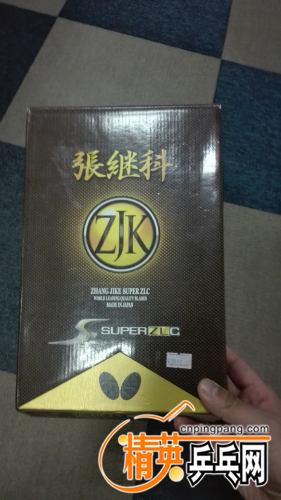 張継科
ZJK
ZHANG JIKE SUPER ZLC
WORLD LEADING QUALITY BLADES
MADE IN JAPAN
SUPER ZLC
cnpingpang.com
精英乒乓网